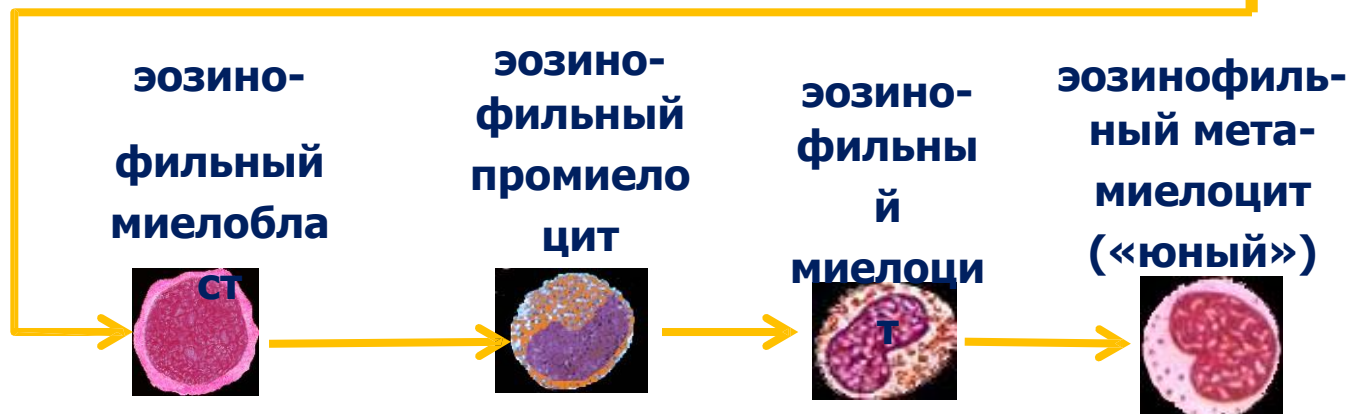 эозино-
фильный
миелобла
ст
эозино-
фильный
промиело
цит
эозино-
фильны
й
миелоци
т
эозинофиль-
ный мета-
миелоцит
(«юный»)